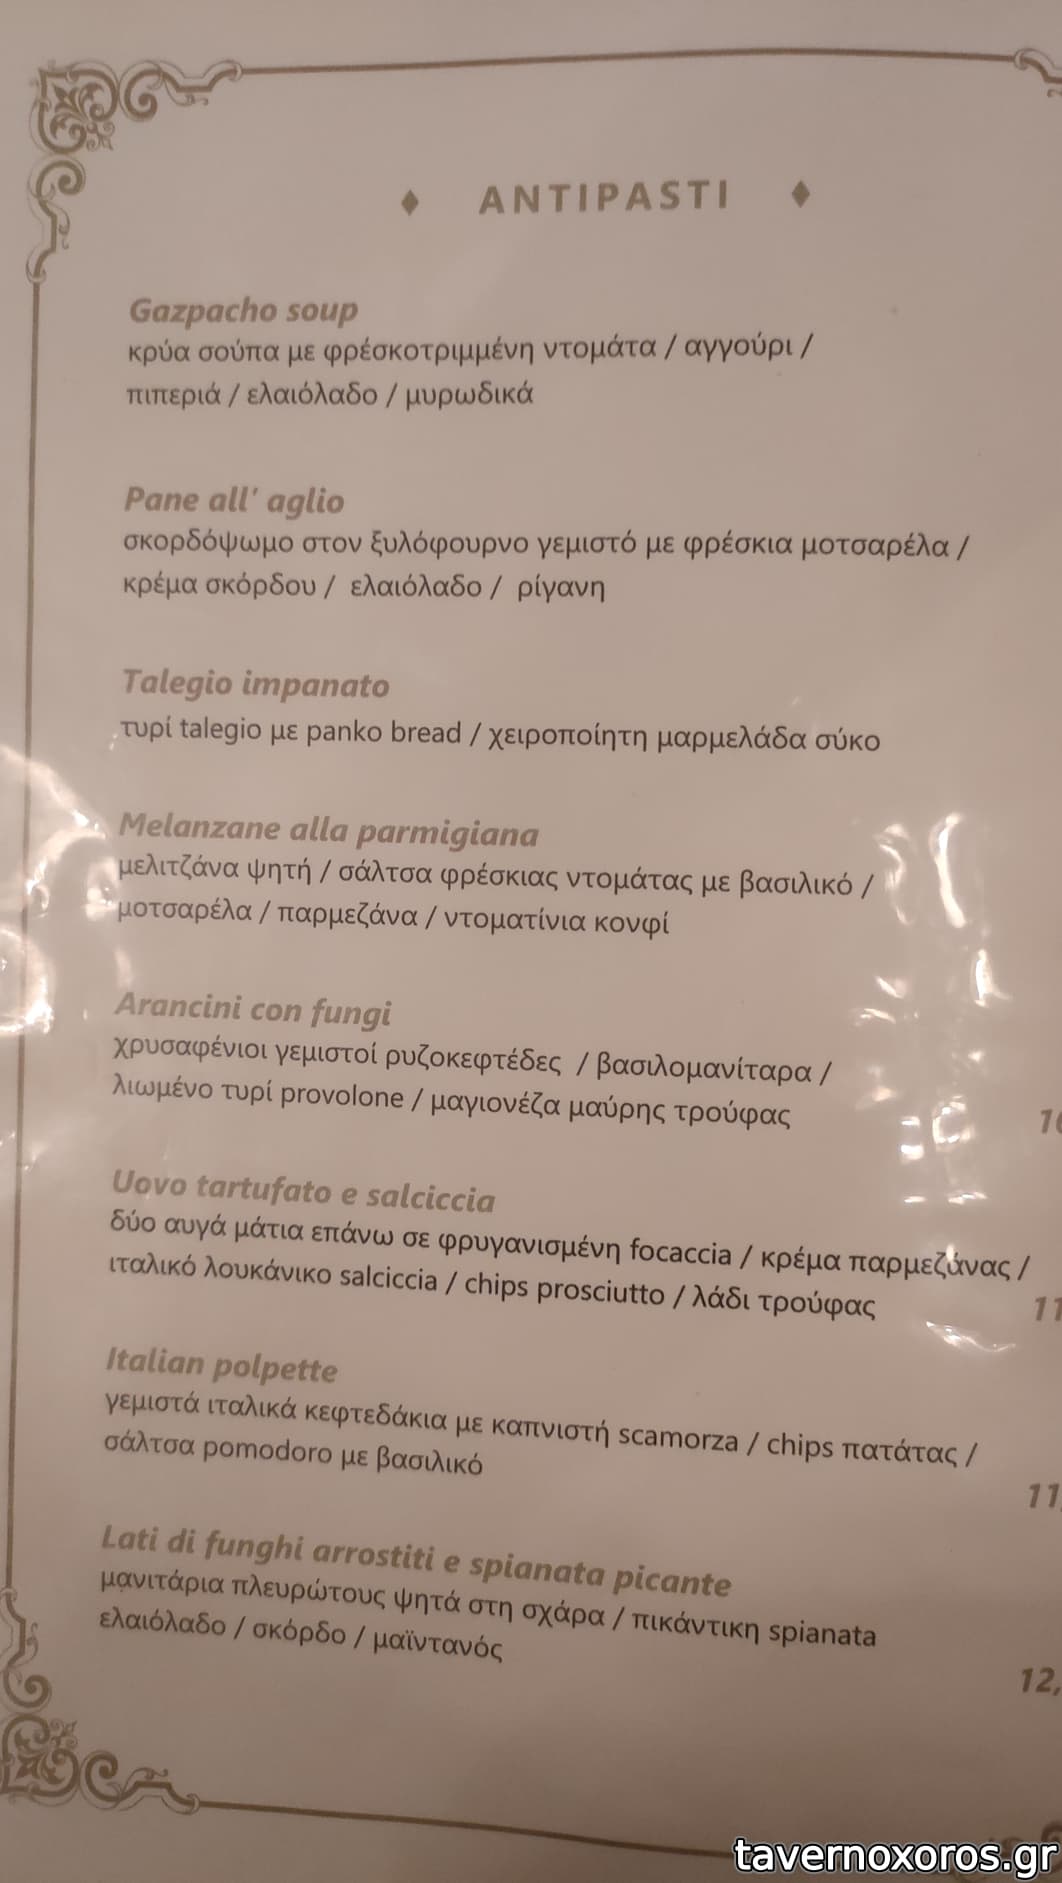 ANTIPASTI
Gazpacho soup
κρύα σούπα με φρέσκοτριμμένη ντομάτα / αγγούρι /
πιπεριά / ελαιόλαδο / μυρωδικά
Pane all' aglio
σκορδόψωμο στον ξυλόφουρνο γεμιστό με φρέσκια μοτσαρέλα /
κρέμα σκόρδου / ελαιόλαδο / ρίγανη
Talegio impanato
τυρί talegio με panko bread / χειροποίητη μαρμελάδα σύκο
Melanzane alla parmigiana
μελιτζάνα ψητή / σάλτσα φρέσκιας ντομάτας με βασιλικό /
μοτσαρέλα / παρμεζάνα / ντοματίνια κονφί
Arancini con fungi
χρυσαφένιοι γεμιστοί ρυζοκεφτέδες / βασιλομανίταρα /
λιωμένο τυρί provolone / μαγιονέζα μαύρης τρούφας
Uovo tartufato e salciccia
δύο αυγά μάτια επάνω σε φρυγανισμένη focaccia / κρέμα παρμεζάνας /
ιταλικό λουκάνικο salciccia / chips prosciutto / λάδι τρούφας
11
Italian polpette
γεμιστά ιταλικά κεφτεδάκια με καπνιστή scamorza / chips πατάτας /
σάλτσα pomodoro με βασιλικό
11
Lati di funghi arrostiti e spianata picante
μανιτάρια πλευρώτους ψητά στη σχάρα / πικάντικη spianata
ελαιόλαδο / σκόρδο / μαϊντανός
12,
tavernoxoros.gr